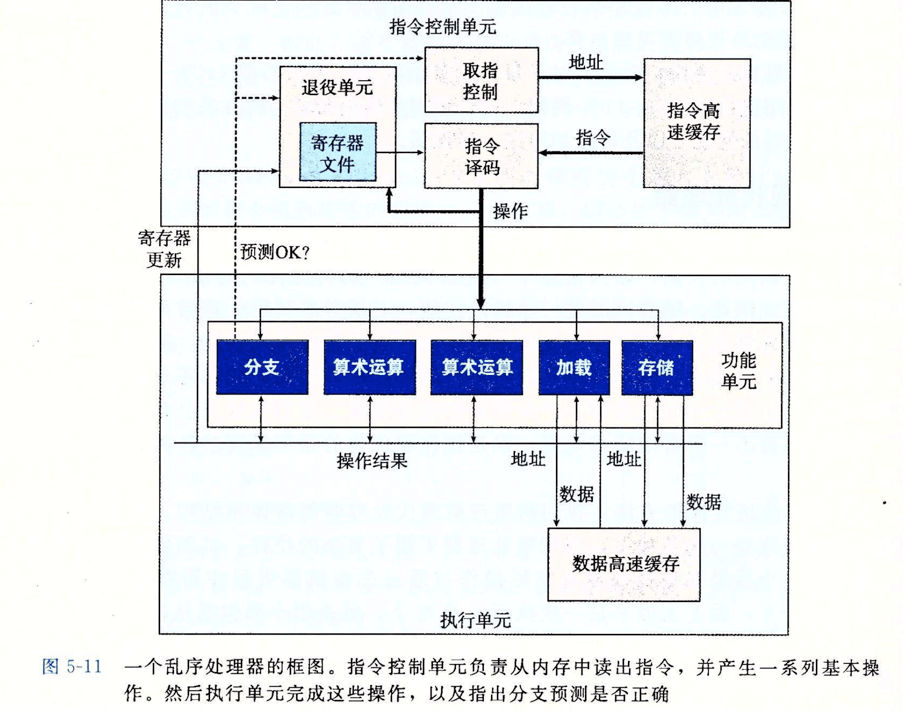 指令控制单元
退役单元
寄存器
文件
取指
控制
地址
指令高
速缓存
指令
译码
指令
操作
寄存器
更新
预测OK?
分支
算术运算
算术运算
加载
存储
功能
单元
操作结果
地址
地址
数据
数据
数据高速缓存
执行单元
图 5-11 一个乱序处理器的框图。指令控制单元负责从内存中读出指令，并产生一系列基本操
作。然后执行单元完成这些操作，以及指出分支预测是否正确